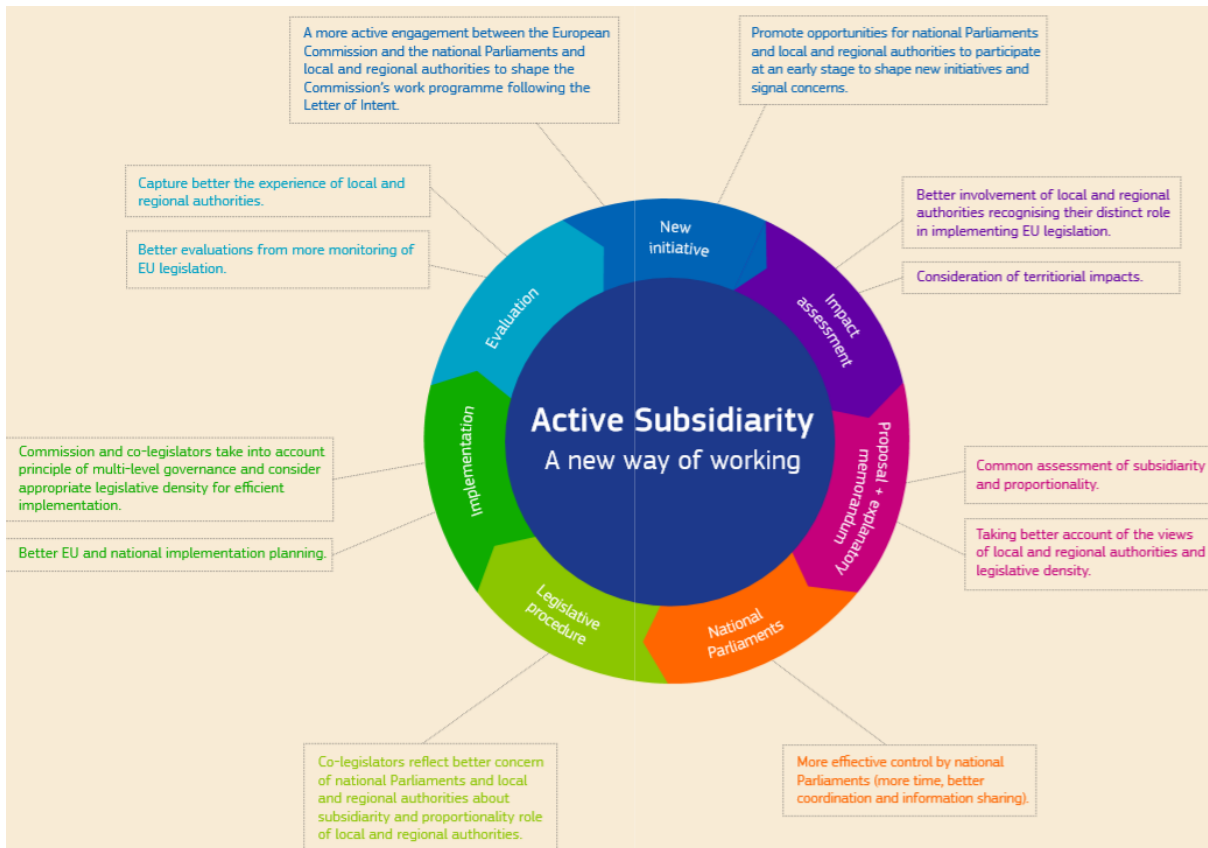 A more active engagement between the European
Commission and the national Parliaments and
local and regional authorities to shape the
Commission's work programme following the
Letter of Intent.
Promote opportunities for national Parliaments
and local and regional authorities to participate
at an early stage to shape new initiatives and
signal concerns.
Capture better the experience of local and
regional authorities.
Better evaluations from more monitoring of
EU legislation.
Better involvement of local and regional
authorities recognising their distinct role
in implementing EU legislation.
Consideration of territiorial impacts.
New
initiative
Impact
assessment
Evaluation
Active Subsidiarity
A new way of working
Proposal + explanatory
memorandum
Implementation
National
Parliaments
Legislative
procedure
Commission and co-legislators take into account
principle of multi-level governance and consider
appropriate legislative density for efficient
implementation.
Better EU and national implementation planning.
Common assessment of subsidiarity
and proportionality.
Taking better account of the views
of local and regional authorities and
legislative density.
Co-legislators reflect better concern
of national Parliaments and local
and regional authorities about
subsidiarity and proportionality role
of local and regional authorities.
More effective control by national
Parliaments (more time, better
coordination and information sharing).